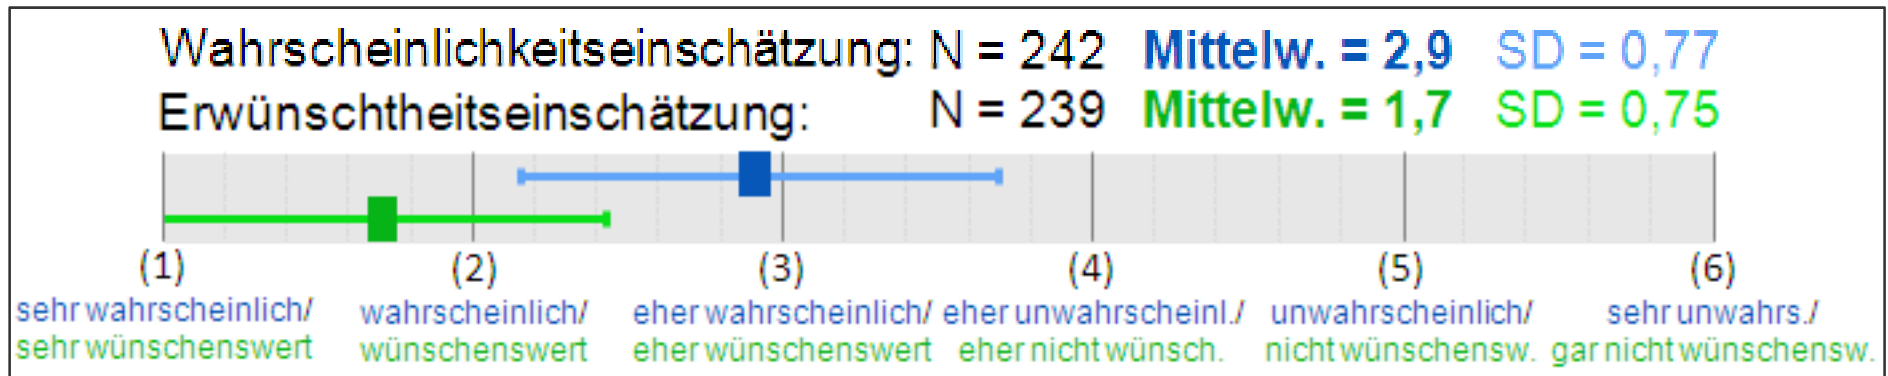 Wahrscheinlichkeitseinschätzung: N = 242 Mittelw. = 2,9 SD = 0,77
Erwünschtheitseinschätzung: N = 239 Mittelw. = 1,7 SD = 0,75
(1) (2) (3) (4) (5) (6)
sehr wahrscheinlich/ wahrscheinlich/ eher wahrscheinlich/ eher unwahrscheinl./ unwahrscheinlich/ sehr unwahrs./
sehr wünschenswert wünschenswert eher wünschenswert eher nicht wünsch. nicht wünschensw. gar nicht wünschensw.